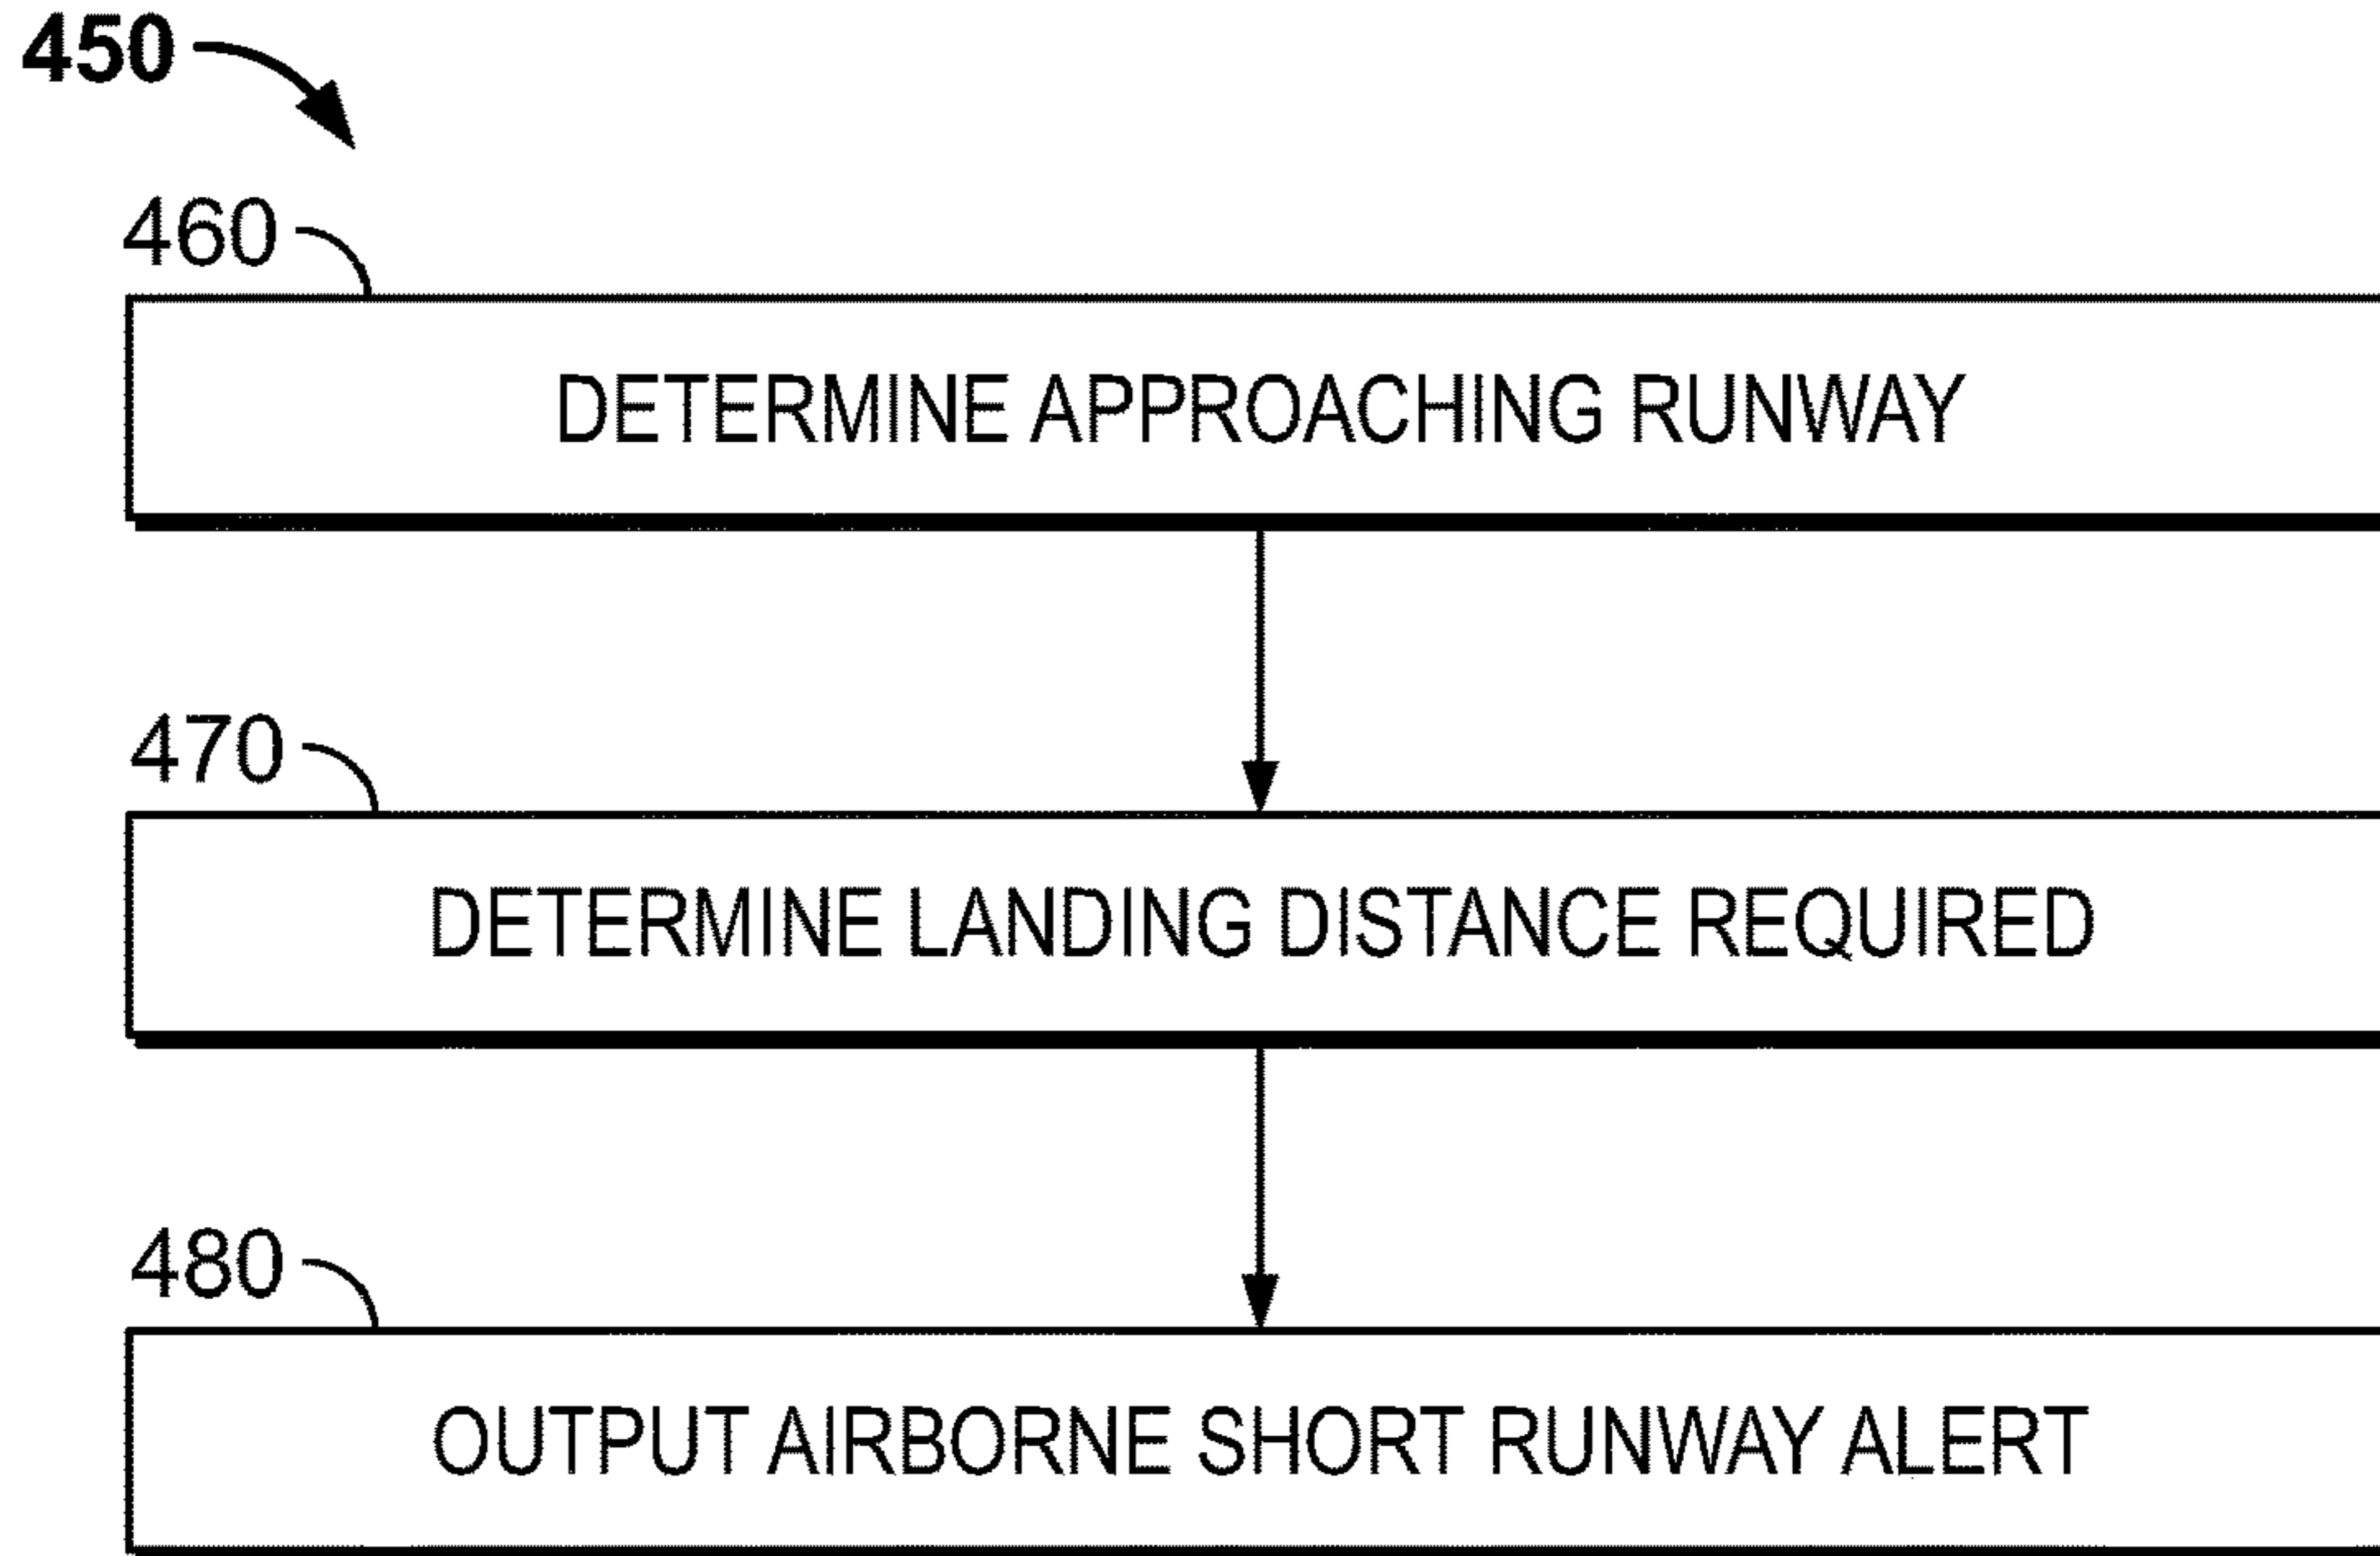 450
460
DETERMINE APPROACHING RUNWAY
470
DETERMINE LANDING DISTANCE REQUIRED
480
OUTPUT AIRBORNE SHORT RUNWAY ALERT